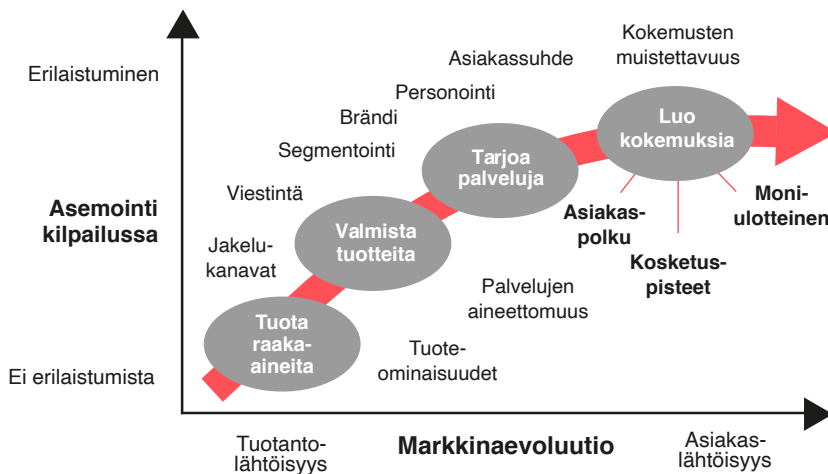 Kokemusten
muistettavuus
Asiakassuhde
Erilaistuminen
Personointi
Brändi
Luo
kokemuksia
Segmentointi
Tarjoa
palveluja
Viestintä
Asemointi
kilpailussa
Valmista
tuotteita
Asiakas-
polku
Moni-
ulotteinen
Jakelu-
kanavat
Kosketus-
pisteet
Palvelujen
aineettomuus
Tuota
raaka-
aineita
Tuote-
ominaisuudet
Ei erilaistumista
Tuotanto-
lähtöisyys
Markkinaevoluutio
Asiakas-
lähtöisyys